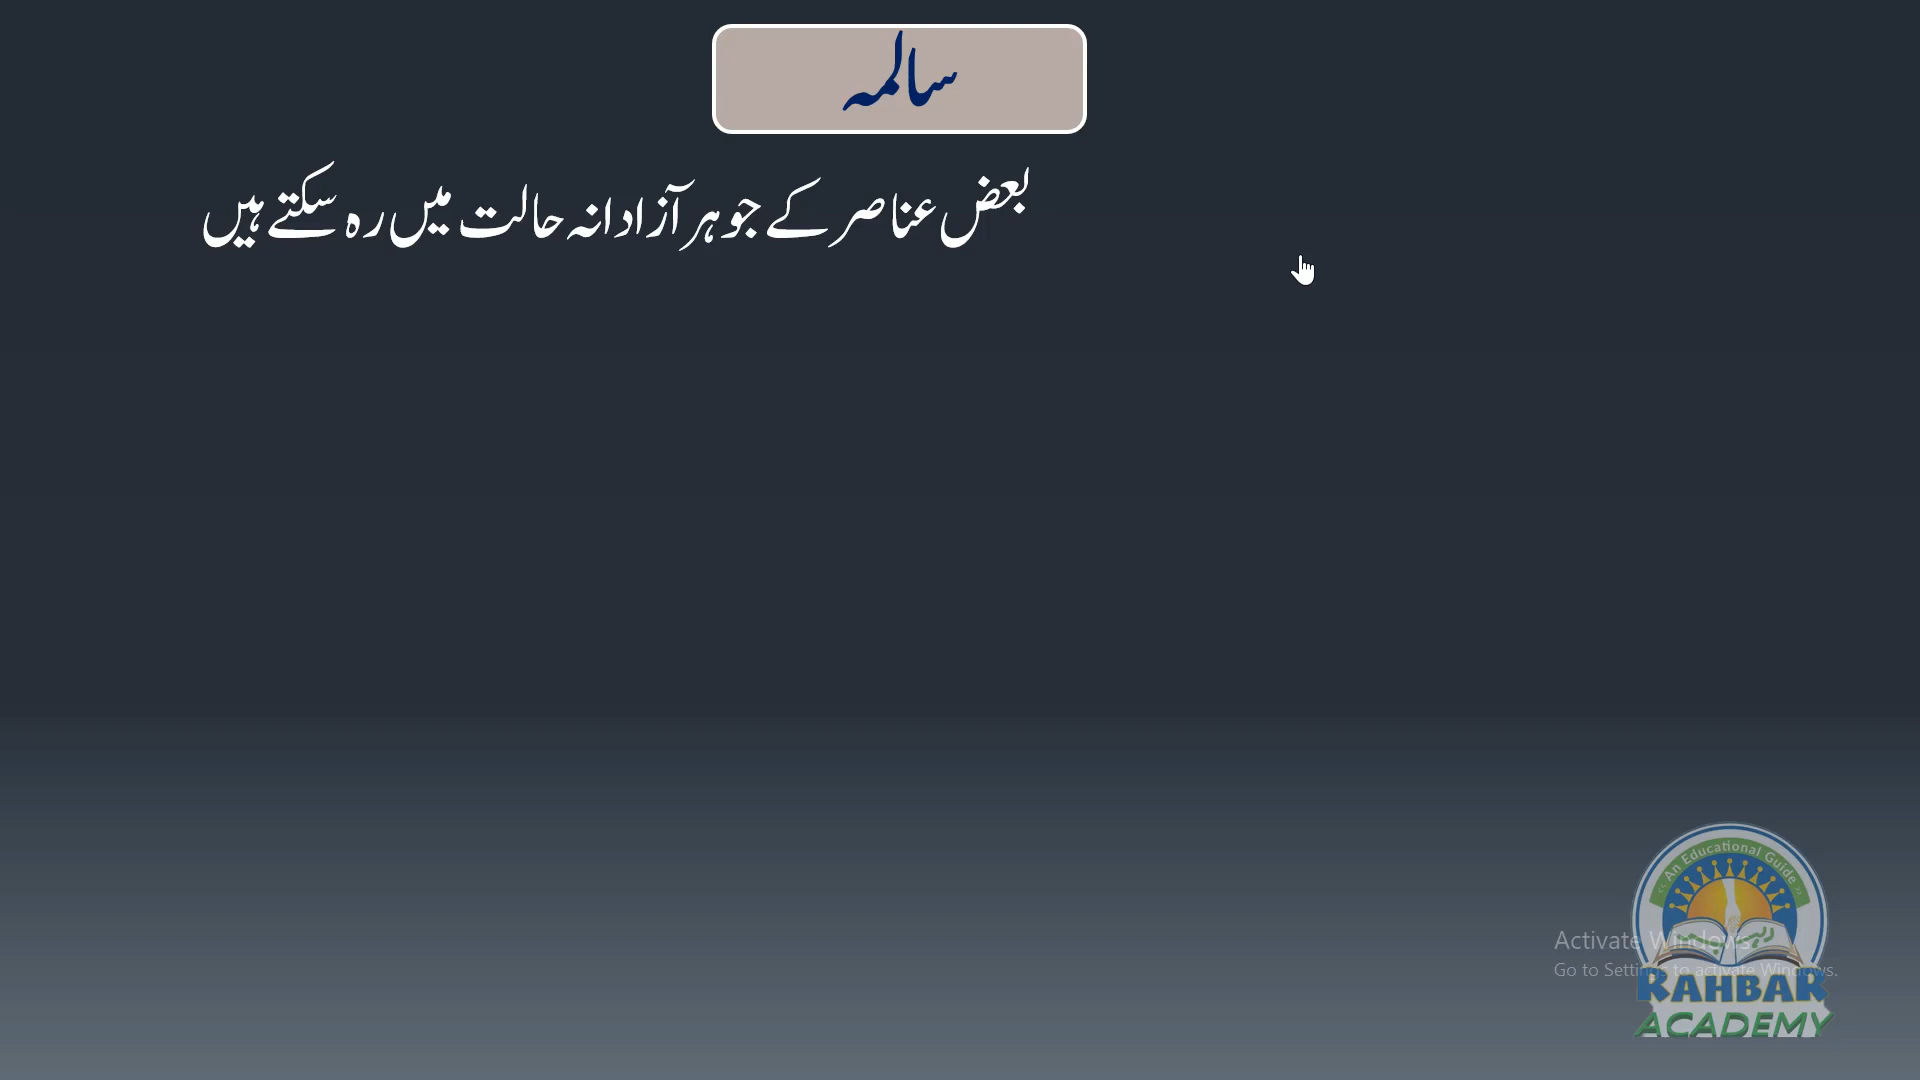 سالمہ
بعض عناصر کے جوہر آزادانہ حالت میں رہ سکتے ہیں
Activate Windows
Go to Settings to activate Windows.
<< An Educational Guide >>
رہبر
RAHBAR
ACADEMY